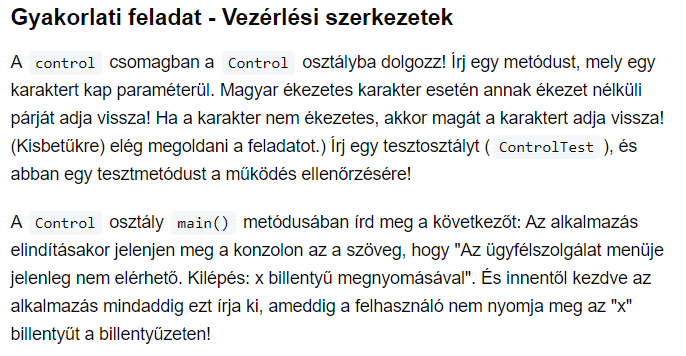 Gyakorlati feladat - Vezérlési szerkezetek
A control csomagban a Control osztályba dolgozz! Írj egy metódust, mely egy
karaktert kap paraméterül. Magyar ékezetes karakter esetén annak ékezet nélküli
párját adja vissza! Ha a karakter nem ékezetes, akkor magát a karaktert adja vissza!
(Kisbetűkre) elég megoldani a feladatot.) Írj egy tesztosztályt ( ControlTest ), és
abban egy tesztmetódust a működés ellenőrzésére!
A Control osztály main() metódusában írd meg a következőt: Az alkalmazás
elindításakor jelenjen meg a konzolon az a szöveg, hogy "Az ügyfélszolgálat menüje
jelenleg nem elérhető. Kilépés: x billentyű megnyomásával". És innentől kezdve az
alkalmazás mindaddig ezt írja ki, ameddig a felhasználó nem nyomja meg az "x"
billentyűt a billentyűzeten!